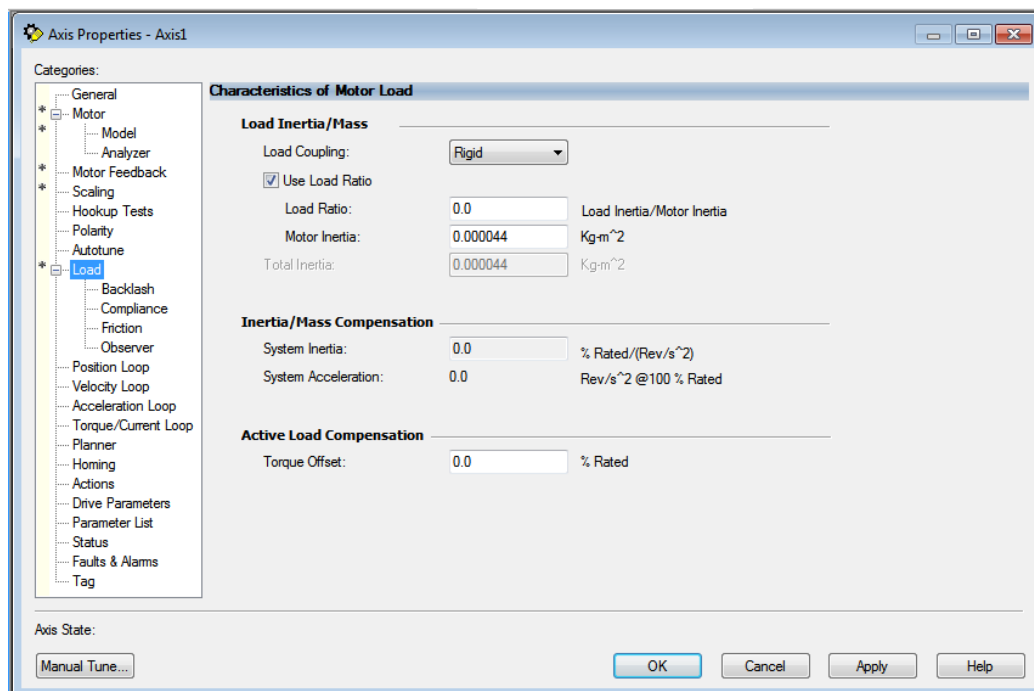 Axis Properties - Axis1
Categories:
General
* Motor
* Model
Analyzer
* Motor Feedback
* Scaling
Hookup Tests
Polarity
Autotune
* Load
Backlash
Compliance
Friction
Observer
Position Loop
Velocity Loop
Acceleration Loop
Torque/Current Loop
Planner
Homing
Actions
Drive Parameters
Parameter List
Status
Faults & Alarms
Tag
Characteristics of Motor Load
Load Inertia/Mass
Load Coupling: Rigid
Use Load Ratio
Load Ratio: 0.0 Load Inertia/Motor Inertia
Motor Inertia: 0.000044 Kg-m^2
Total Inertia: 0.000044 Kg-m^2
Inertia/Mass Compensation
System Inertia: 0.0 % Rated/(Rev/s^2)
System Acceleration: 0.0 Rev/s^2 @100 % Rated
Active Load Compensation
Torque Offset: 0.0 % Rated
Axis State:
Manual Tune... OK Cancel Apply Help